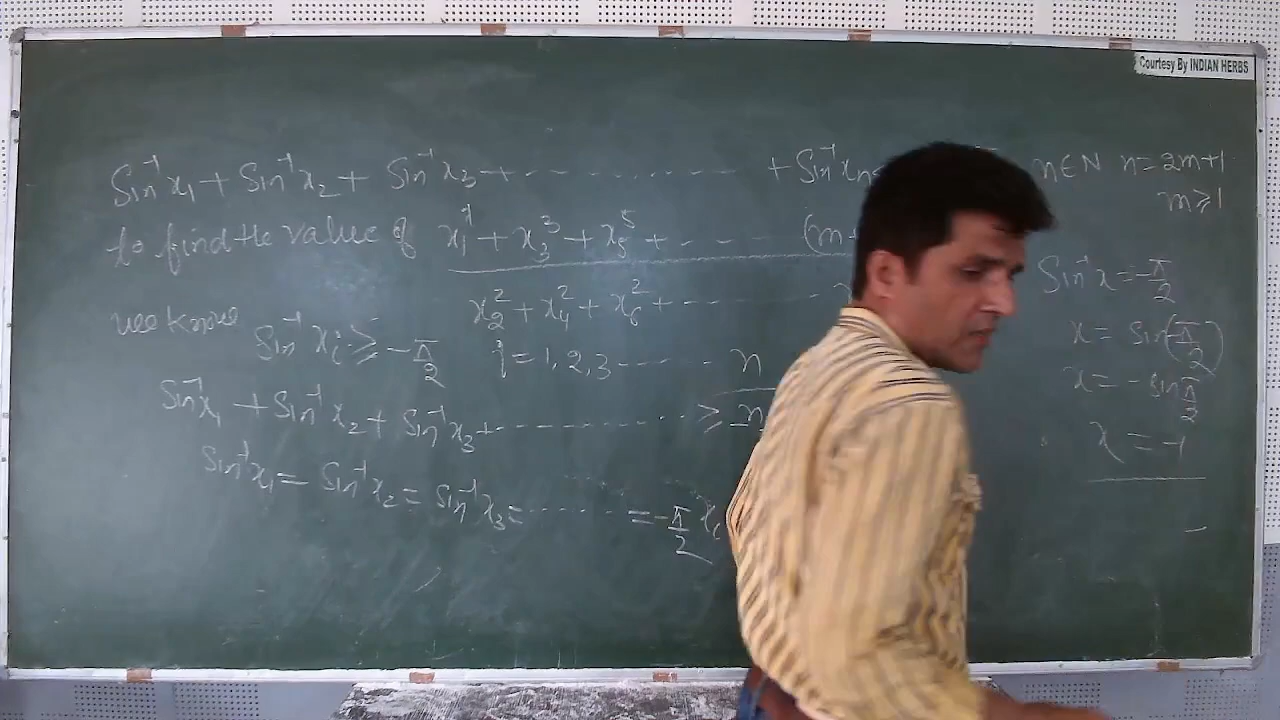 Courtesy By INDIAN HERBS
Sin⁻¹x₁ + Sin⁻¹x₂ + Sin⁻¹x₃ + - - - - - - - - - + Sin⁻¹xₙ n∈N n=2m+1
m≥1
to find the value of x₁¹ + x₃³ + x₅⁵ + - - - - (m
x₂² + x₄² + x₆² + - - - - - -
Sin⁻¹x = -π/2
we know Sin⁻¹xᵢ ≥ -π/2 i = 1, 2, 3 - - - - - n
x = sin(-π/2)
x = -sin π/2
Sin⁻¹x₁ + Sin⁻¹x₂ + Sin⁻¹x₃ + - - - - - - - - ≥ -n
x = -1
Sin⁻¹x₁ = Sin⁻¹x₂ = Sin⁻¹x₃ = - - - - - - = -π/2 xᵢ